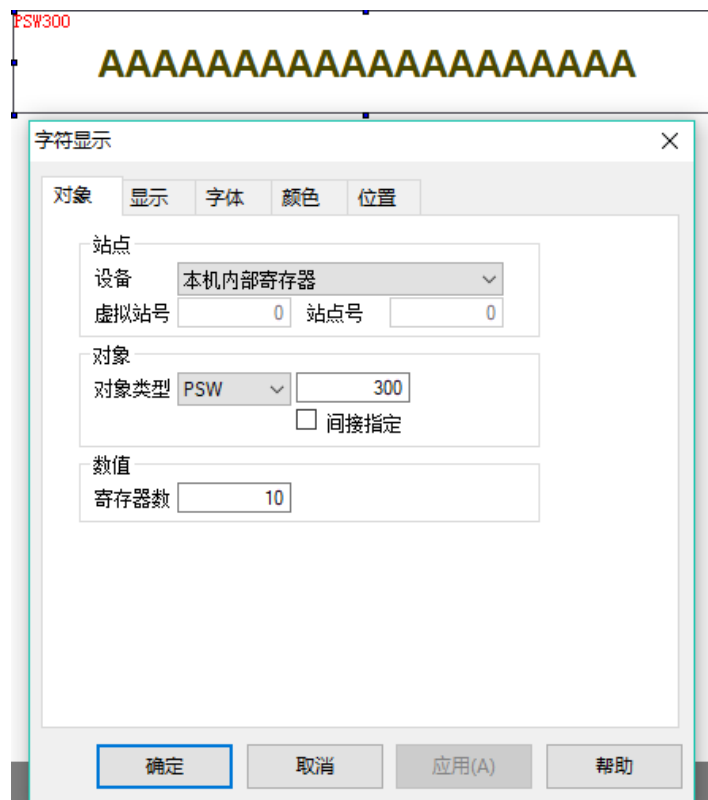 PSW300
AAAAAAAAAAAAAAAAAAAA
字符显示
对象 显示 字体 颜色 位置
站点
设备 本机内部寄存器
虚拟站号 0 站点号 0
对象
对象类型 PSW 300
间接指定
数值
寄存器数 10
确定 取消 应用(A) 帮助